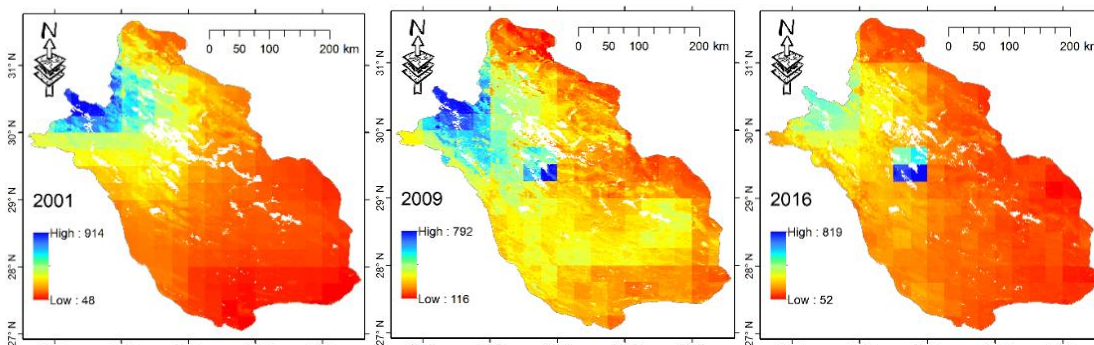 N
0 50 100 200 km
31° N
30° N
29° N
28° N
27° N
2001
High : 914
Low : 48
N
0 50 100 200 km
31° N
30° N
29° N
28° N
27° N
2009
High : 792
Low : 116
N
0 50 100 200 km
31° N
30° N
29° N
28° N
27° N
2016
High : 819
Low : 52